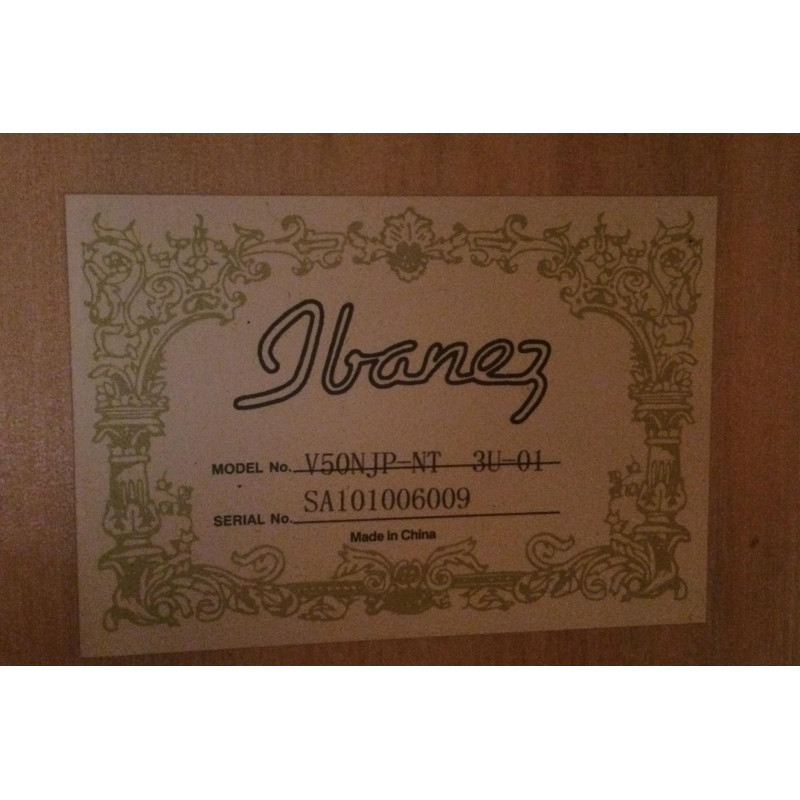 Ibanez
MODEL No. V50NJP-NT 3U-01
SERIAL No. SA101006009
Made in China